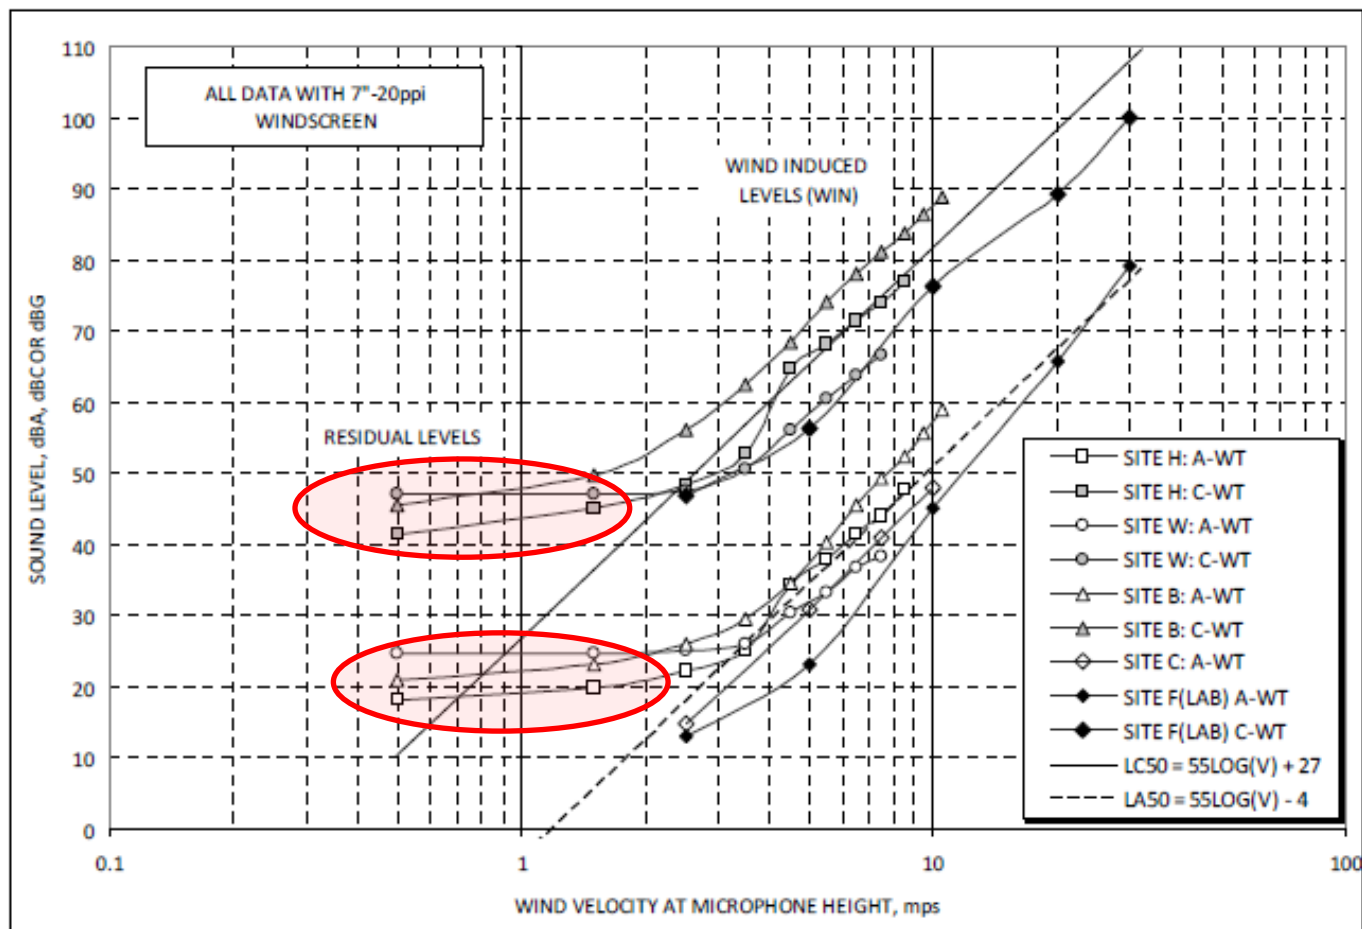 ALL DATA WITH 7"-20ppi
WINDSCREEN
WIND INDUCED
LEVELS (WIN)
RESIDUAL LEVELS
SOUND LEVEL, dBA, dBC OR dBG
110
100
90
80
70
60
50
40
30
20
10
0
0.1
1
10
100
WIND VELOCITY AT MICROPHONE HEIGHT, mps
SITE H: A-WT
SITE H: C-WT
SITE W: A-WT
SITE W: C-WT
SITE B: A-WT
SITE B: C-WT
SITE C: A-WT
SITE F(LAB) A-WT
SITE F(LAB) C-WT
LC50 = 55LOG(V) + 27
LA50 = 55LOG(V) - 4